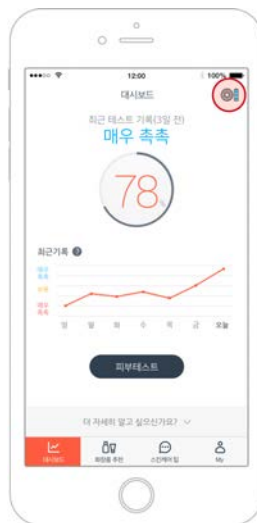 12:00
100%
대시보드
최근 테스트 기록(3일 전)
매우 촉촉
78%
최근기록 ?
매우
촉촉
보통
매우
촉촉
일 월 화 수 목 금 오늘
피부테스트
더 자세히 알고 싶으신가요?
대시보드 화장품 추천 스킨케어 팁 My